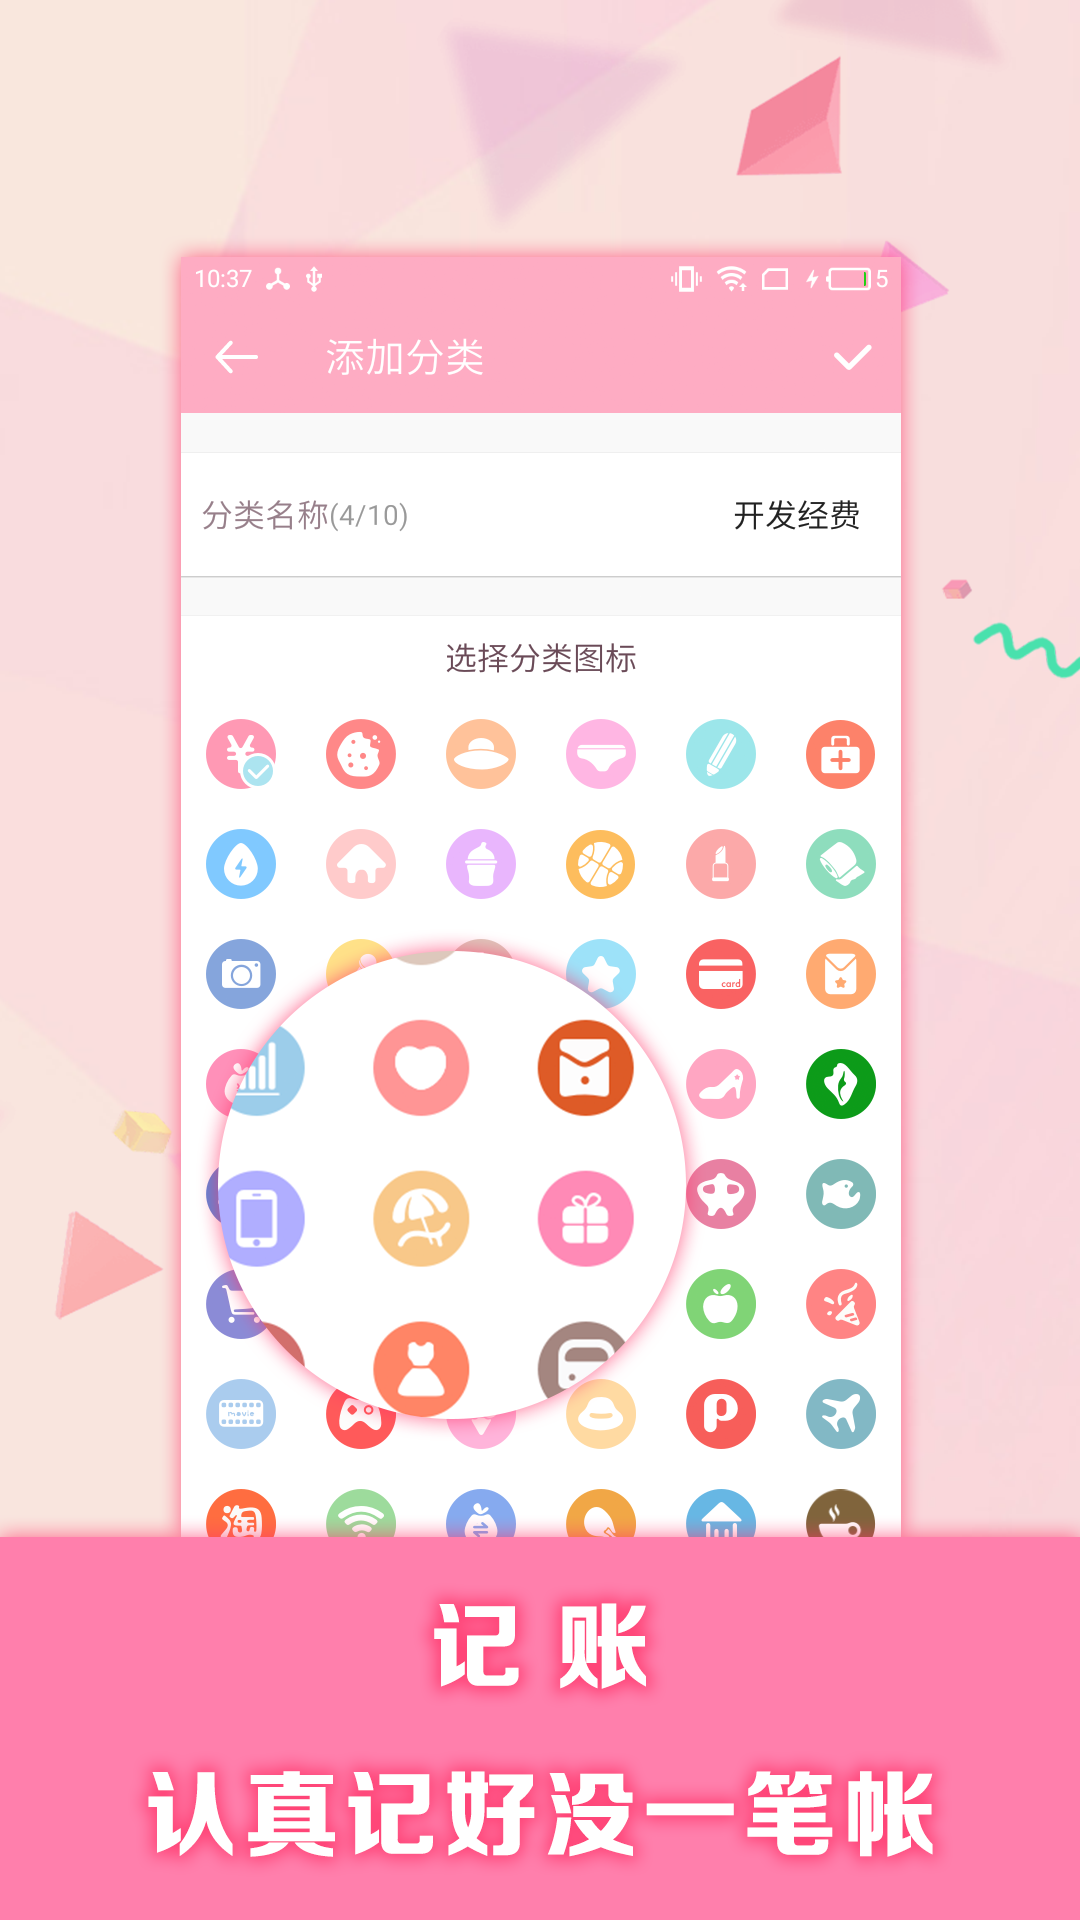 10:37
5
添加分类
分类名称(4/10)
开发经费
选择分类图标
card
movie
淘
记 账
认真记好没一笔帐